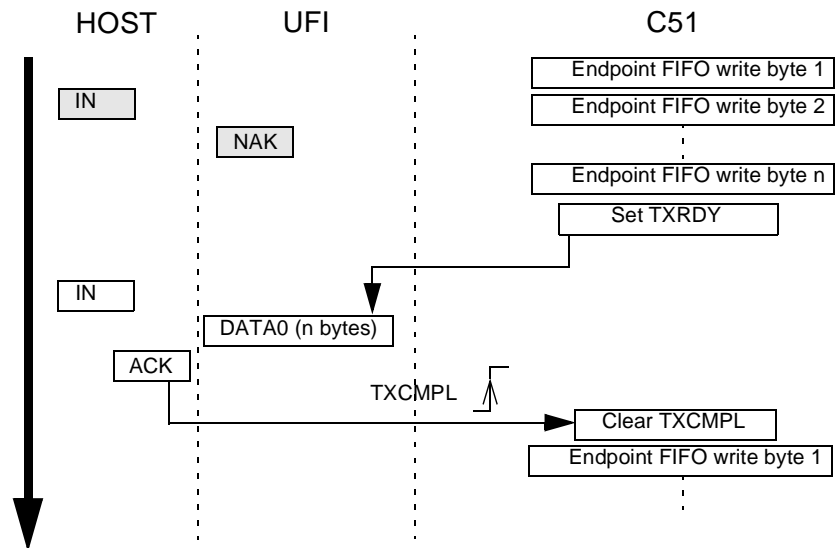 HOST UFI C51
Endpoint FIFO write byte 1
IN
Endpoint FIFO write byte 2
NAK
Endpoint FIFO write byte n
Set TXRDY
IN
DATA0 (n bytes)
ACK
TXCMPL
Clear TXCMPL
Endpoint FIFO write byte 1